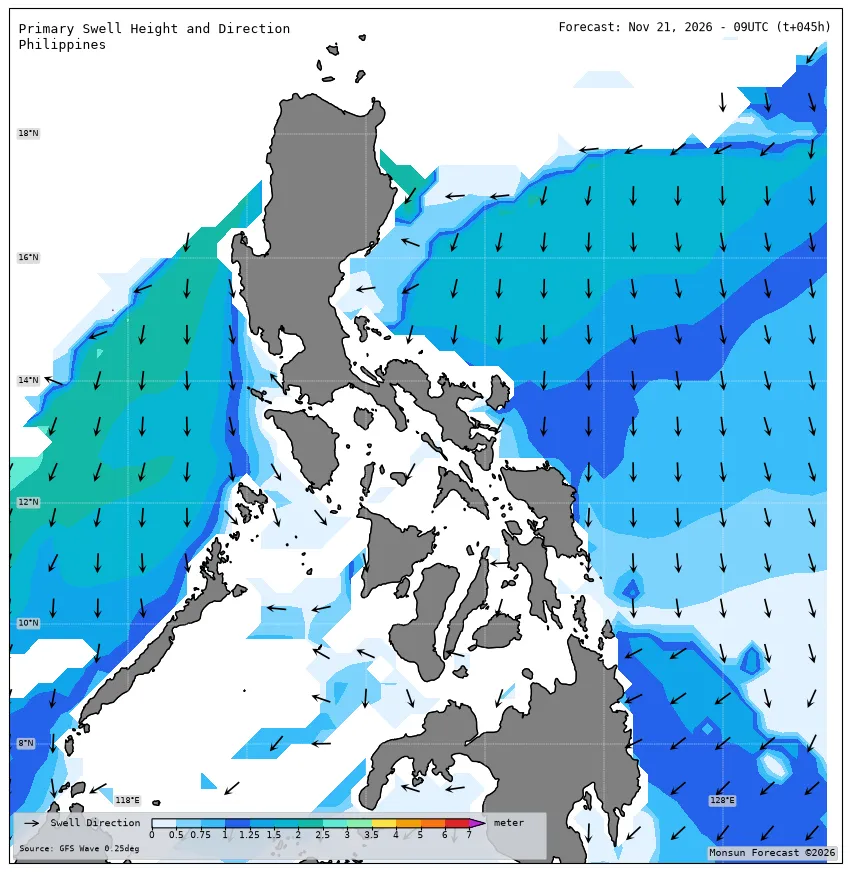 Primary Swell Height and Direction
Philippines
Forecast: Nov 21, 2026 - 09UTC (t+045h)
18°N
16°N
14°N
12°N
10°N
8°N
118°E
128°E
Swell Direction
0 0.5 0.75 1 1.25 1.5 2 2.5 3 3.5 4 5 6 7
meter
Source: GFS Wave 0.25deg
Monsun Forecast ©2026